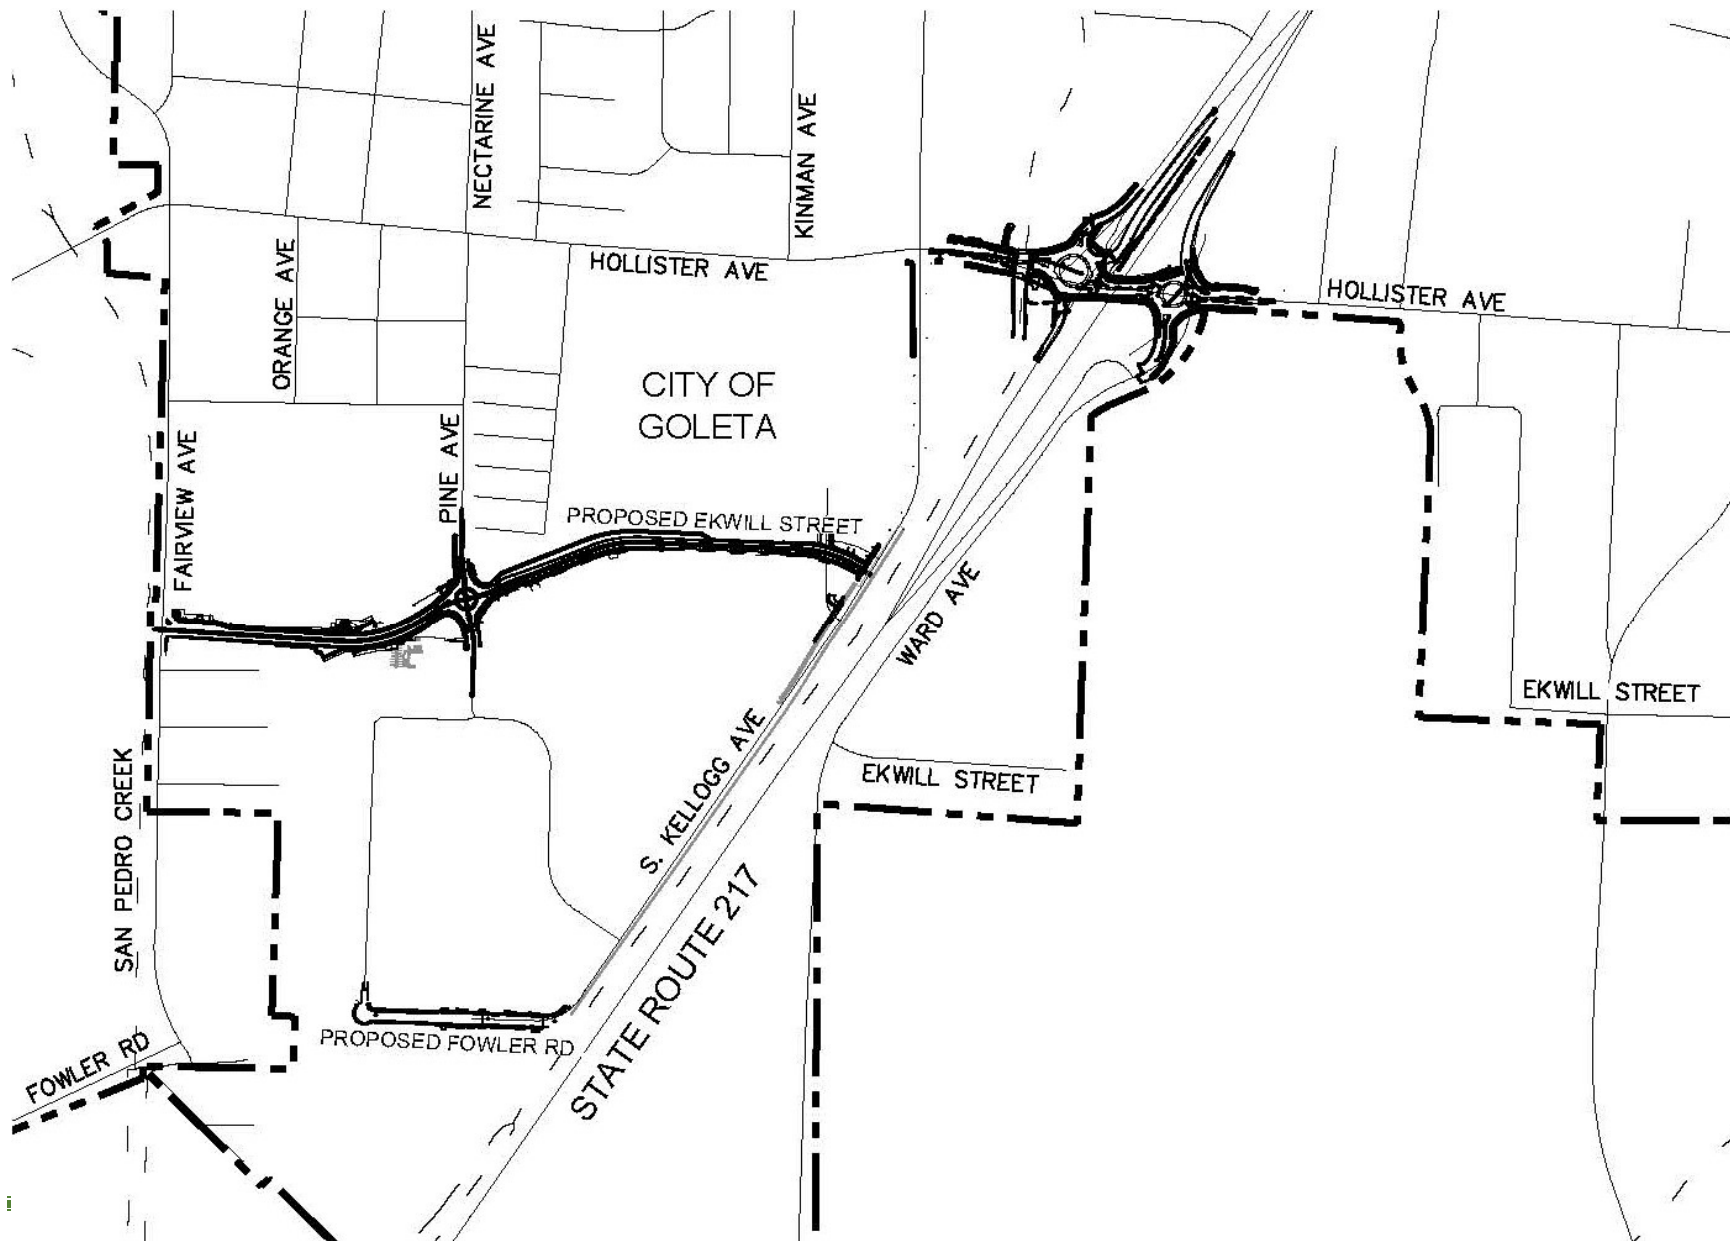 NECTARINE AVE
KINMAN AVE
ORANGE AVE
HOLLISTER AVE
HOLLISTER AVE
CITY OF
GOLETA
FAIRVIEW AVE
PINE AVE
PROPOSED EKWILL STREET
WARD AVE
EKWILL STREET
S. KELLOGG AVE
EKWILL STREET
SAN PEDRO CREEK
STATE ROUTE 217
PROPOSED FOWLER RD
FOWLER RD
i